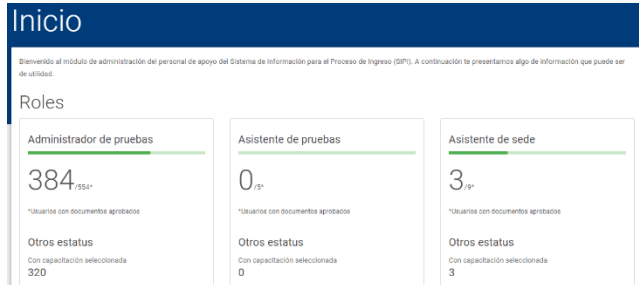 Inicio
Bienvenido al módulo de administración del personal de apoyo del Sistema de Información para el Proceso de Ingreso (SIPI). A continuación te presentamos algo de información que puede ser
de utilidad.
Roles
Administrador de pruebas
384/554*
*Usuarios con documentos aprobados
Otros estatus
Con capacitación seleccionada
320
Asistente de pruebas
0/5*
*Usuarios con documentos aprobados
Otros estatus
Con capacitación seleccionada
0
Asistente de sede
3/9*
*Usuarios con documentos aprobados
Otros estatus
Con capacitación seleccionada
3